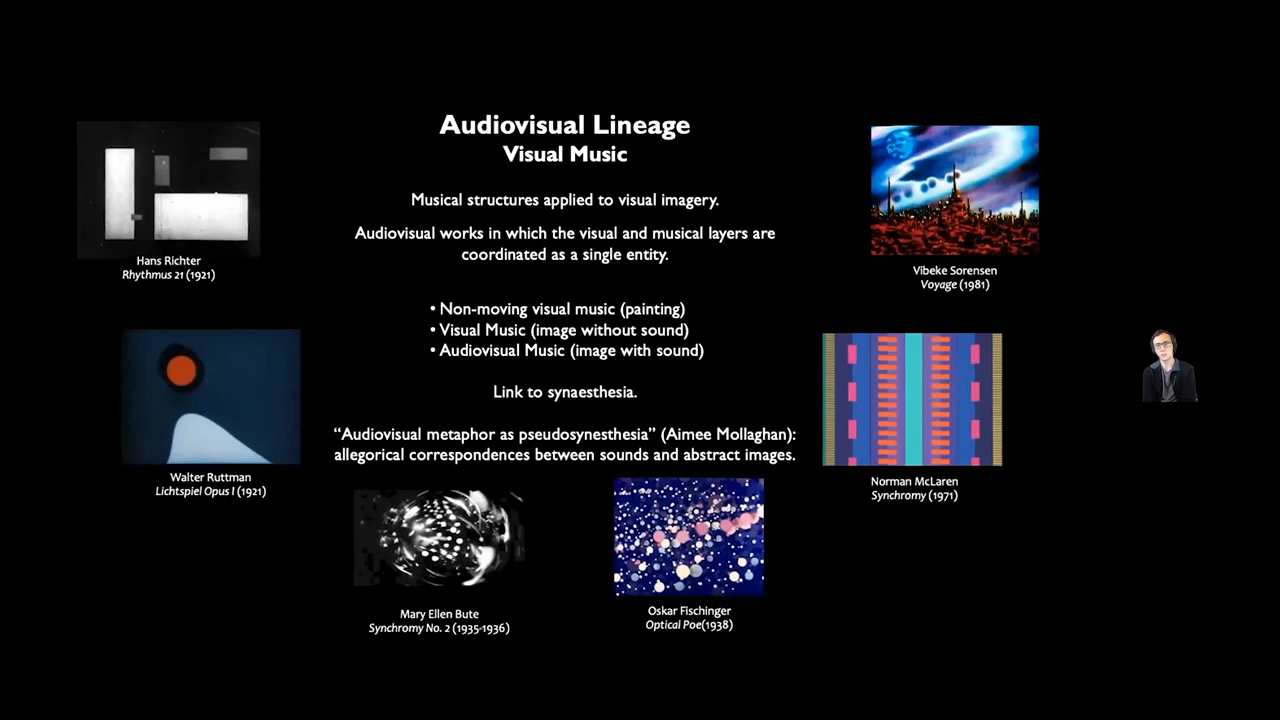 Audiovisual Lineage
Visual Music
Musical structures applied to visual imagery.
Audiovisual works in which the visual and musical layers are
coordinated as a single entity.
• Non-moving visual music (painting)
• Visual Music (image without sound)
• Audiovisual Music (image with sound)
Link to synaesthesia.
“Audiovisual metaphor as pseudosynesthesia” (Aimee Mollaghan):
allegorical correspondences between sounds and abstract images.
Hans Richter
Rhythmus 21 (1921)
Walter Ruttman
Lichtspiel Opus I (1921)
Mary Ellen Bute
Synchromy No. 2 (1935-1936)
Oskar Fischinger
Optical Poe(1938)
Norman McLaren
Synchromy (1971)
Vibeke Sorensen
Voyage (1981)